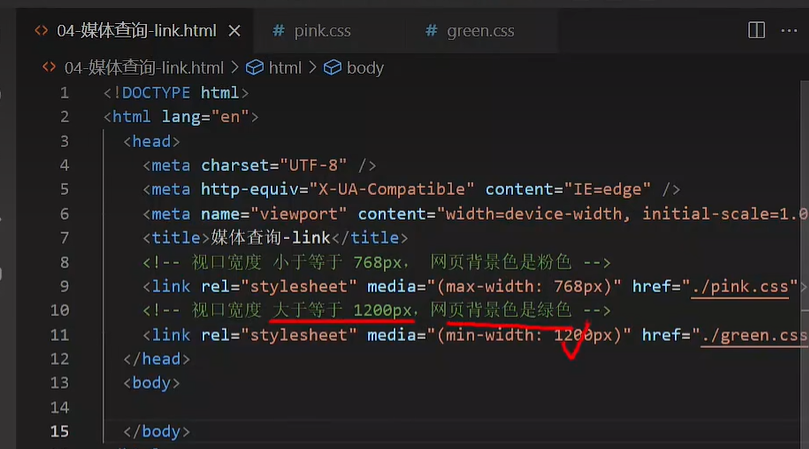 04-媒体查询-link.html × # pink.css # green.css ...
04-媒体查询-link.html > html > body
1 <!DOCTYPE html>
2 <html lang="en">
3 <head>
4 <meta charset="UTF-8" />
5 <meta http-equiv="X-UA-Compatible" content="IE=edge" />
6 <meta name="viewport" content="width=device-width, initial-scale=1.0
7 <title>媒体查询-link</title>
8 <!-- 视口宽度 小于等于 768px， 网页背景色是粉色 -->
9 <link rel="stylesheet" media="(max-width: 768px)" href="./pink.css">
10 <!-- 视口宽度 大于等于 1200px，网页背景色是绿色 -->
11 <link rel="stylesheet" media="(min-width: 1200px)" href="./green.css
12 </head>
13 <body>
14
15 </body>